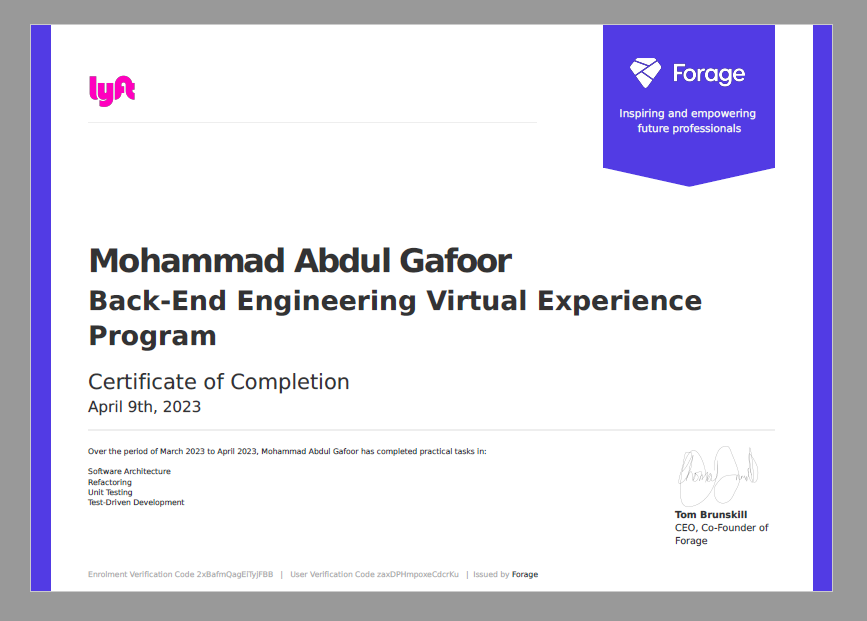 lyft
Forage
Inspiring and empowering
future professionals
Mohammad Abdul Gafoor
Back-End Engineering Virtual Experience
Program
Certificate of Completion
April 9th, 2023
Over the period of March 2023 to April 2023, Mohammad Abdul Gafoor has completed practical tasks in:
Software Architecture
Refactoring
Unit Testing
Test-Driven Development
Tom Brunskill
CEO, Co-Founder of
Forage
Enrolment Verification Code 2xBafmQagElTyjFBB | User Verification Code zaxDPHmpoxeCdcrKu | Issued by Forage